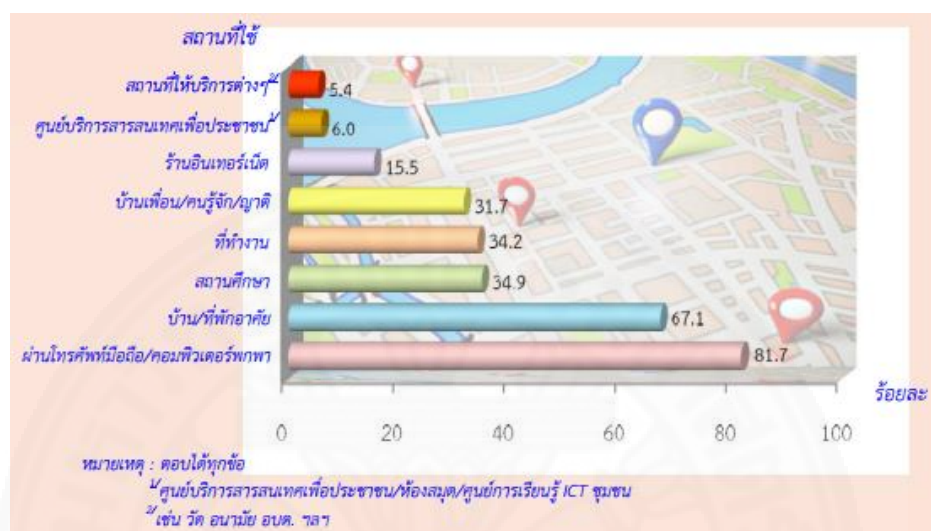 สถานที่ใช้
สถานที่ให้บริการต่างๆ 2/
5.4
ศูนย์บริการสารสนเทศเพื่อประชาชน 1/
6.0
ร้านอินเทอร์เน็ต
15.5
บ้านเพื่อน/คนรู้จัก/ญาติ
31.7
ที่ทำงาน
34.2
สถานศึกษา
34.9
บ้าน/ที่พักอาศัย
67.1
ผ่านโทรศัพท์มือถือ/คอมพิวเตอร์พกพา
81.7
ร้อยละ
0 20 40 60 80 100
หมายเหตุ : ตอบได้ทุกข้อ
1/ ศูนย์บริการสารสนเทศเพื่อประชาชน/ห้องสมุด/ศูนย์การเรียนรู้ ICT ชุมชน
2/ เช่น วัด อนามัย อบต. ฯลฯ